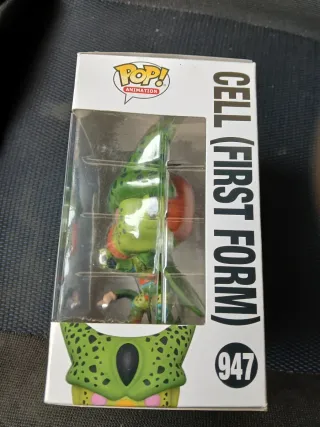 POP!
ANIMATION
CELL (FIRST FORM)
947